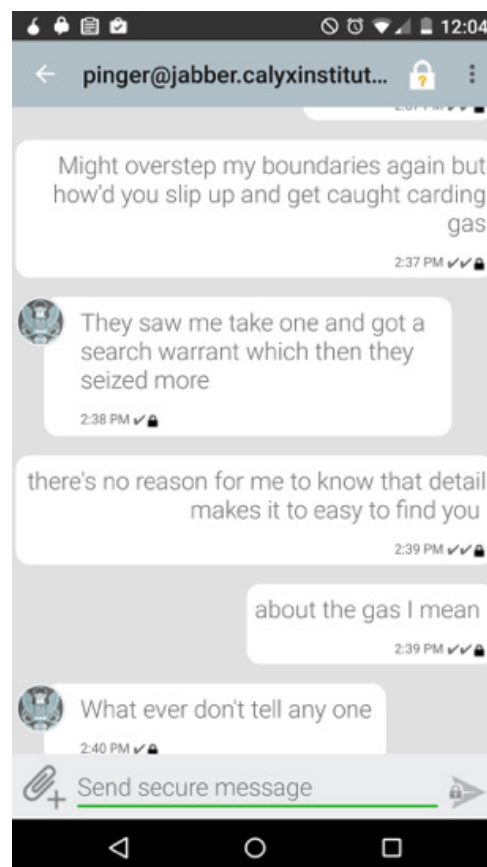 12:04
pinger@jabber.calyxinstitut...
Might overstep my boundaries again but
how'd you slip up and get caught carding
gas
2:37 PM ✔✔
They saw me take one and got a
search warrant which then they
seized more
2:38 PM ✔
there's no reason for me to know that detail
makes it to easy to find you
2:39 PM ✔✔
about the gas I mean
2:39 PM ✔✔
What ever don't tell any one
2:40 PM ✔
Send secure message